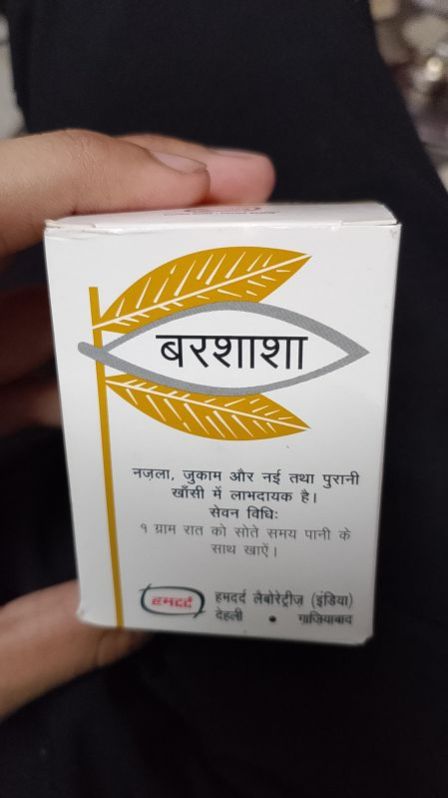 बरशाशा
नज़ला, जुकाम और नई तथा पुरानी
खाँसी में लाभदायक है।
सेवन विधिः
१ ग्राम रात को सोते समय पानी के
साथ खाऐं।
हमदर्द
हमदर्द लैबोरेट्रीज़ (इंडिया)
देहली • गाज़ियाबाद